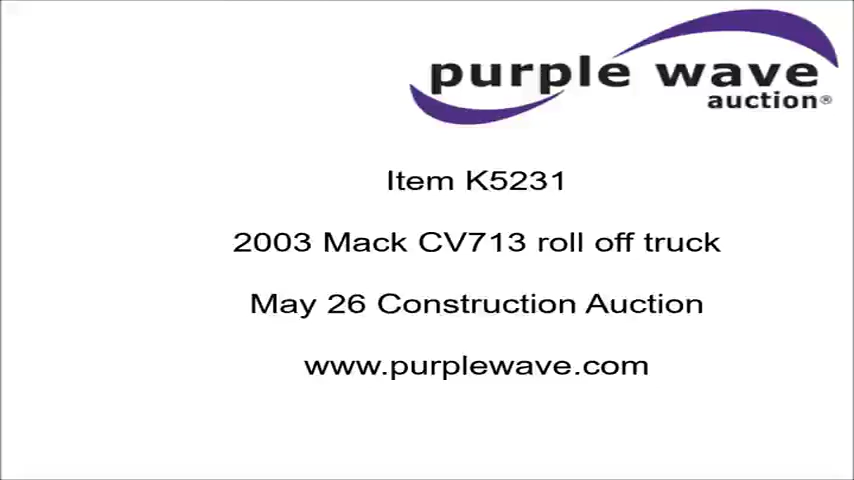 purple wave
auction®
Item K5231
2003 Mack CV713 roll off truck
May 26 Construction Auction
www.purplewave.com